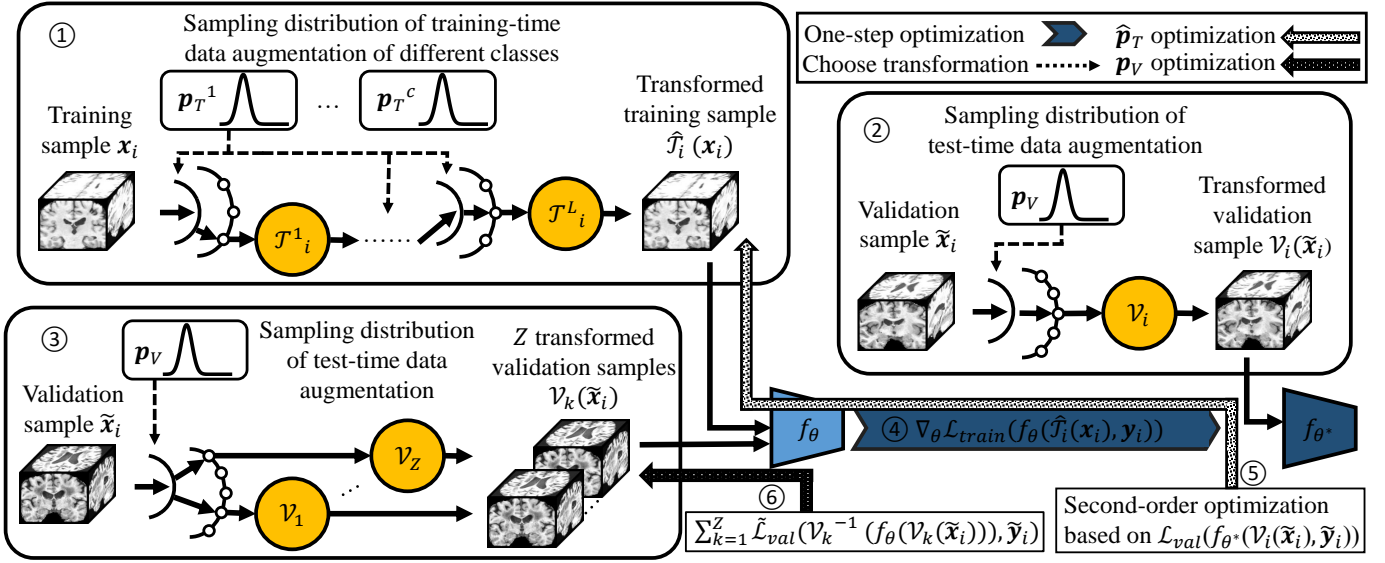 ①
Sampling distribution of training-time
data augmentation of different classes
𝒑_T^1
...
𝒑_T^c
Training
sample 𝒙_i
Transformed
training sample
𝒯̂_i (𝒙_i)
𝒯^1_i
......
𝒯^L_i
One-step optimization
𝒑̂_T optimization
Choose transformation
𝒑_V optimization
②
Sampling distribution of
test-time data augmentation
𝒑_V
Validation
sample 𝒙̃_i
Transformed
validation
sample 𝒱_i(𝒙̃_i)
𝒱_i
③
𝒑_V
Sampling distribution
of test-time data
augmentation
Z transformed
validation samples
𝒱_k(𝒙̃_i)
Validation
sample 𝒙̃_i
𝒱_Z
...
𝒱_1
...
f_θ
④ ∇_θ ℒ_train(f_θ(𝒯̂_i(𝒙_i), 𝒚_i))
f_θ*
⑤
Second-order optimization
based on ℒ_val(f_θ*(𝒱_i(𝒙̃_i), 𝒚̃_i))
⑥
∑_{k=1}^{Z} ℒ̃_val(𝒱_k^{-1} (f_θ(𝒱_k(𝒙̃_i))), 𝒚̃_i)